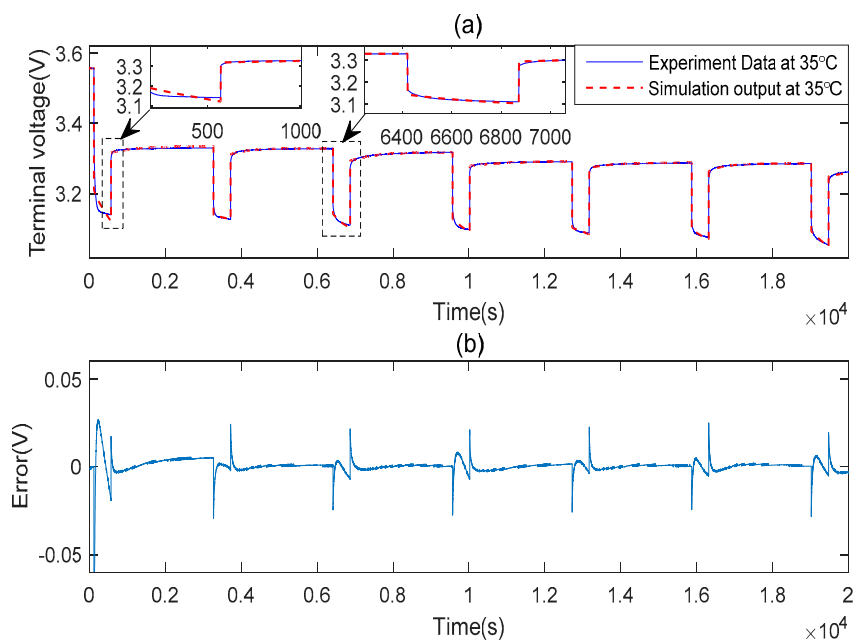 (a)
3.6
3.4
3.2
Terminal voltage(V)
3.3
3.2
3.1
500
1000
3.3
3.2
3.1
6400 6600 6800 7000
Experiment Data at 35°C
Simulation output at 35°C
0 0.2 0.4 0.6 0.8 1 1.2 1.4 1.6 1.8 2
Time(s)
×10⁴
(b)
0.05
0
-0.05
Error(V)
0 0.2 0.4 0.6 0.8 1 1.2 1.4 1.6 1.8 2
Time(s)
×10⁴